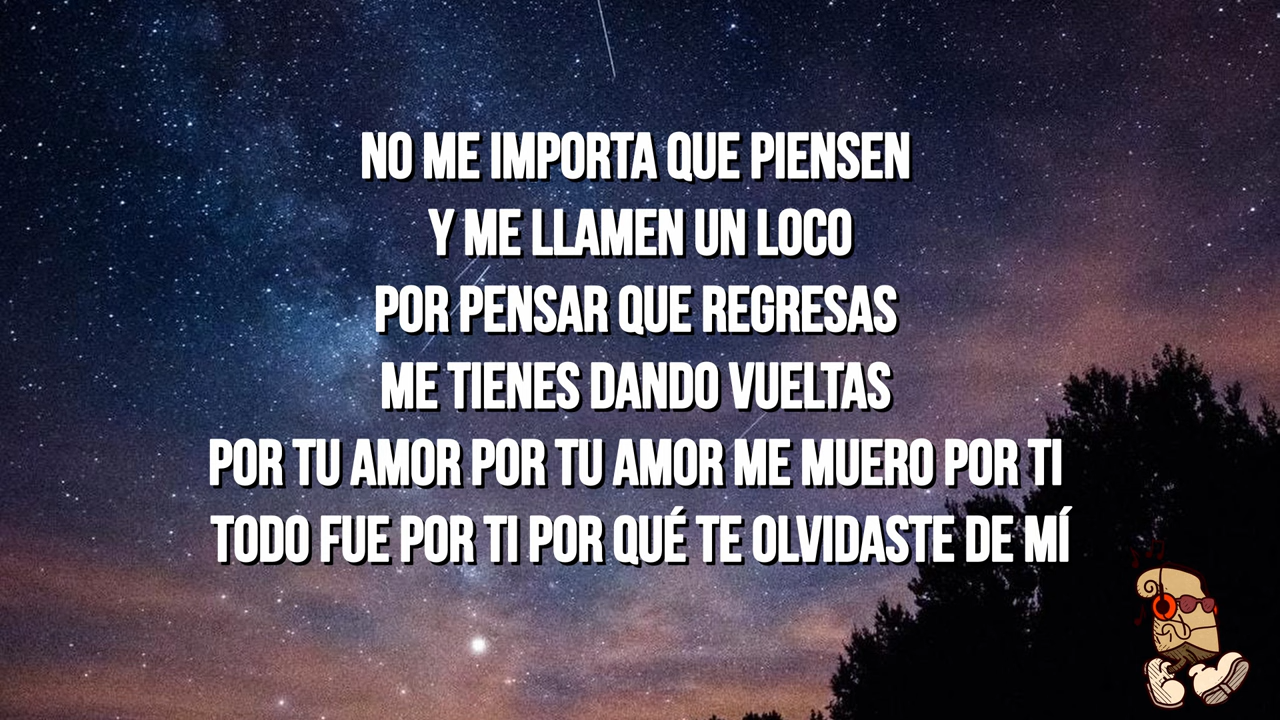 NO ME IMPORTA QUE PIENSEN
Y ME LLAMEN UN LOCO
POR PENSAR QUE REGRESAS
ME TIENES DANDO VUELTAS
POR TU AMOR POR TU AMOR ME MUERO POR TI
TODO FUE POR TI POR QUÉ TE OLVIDASTE DE MÍ